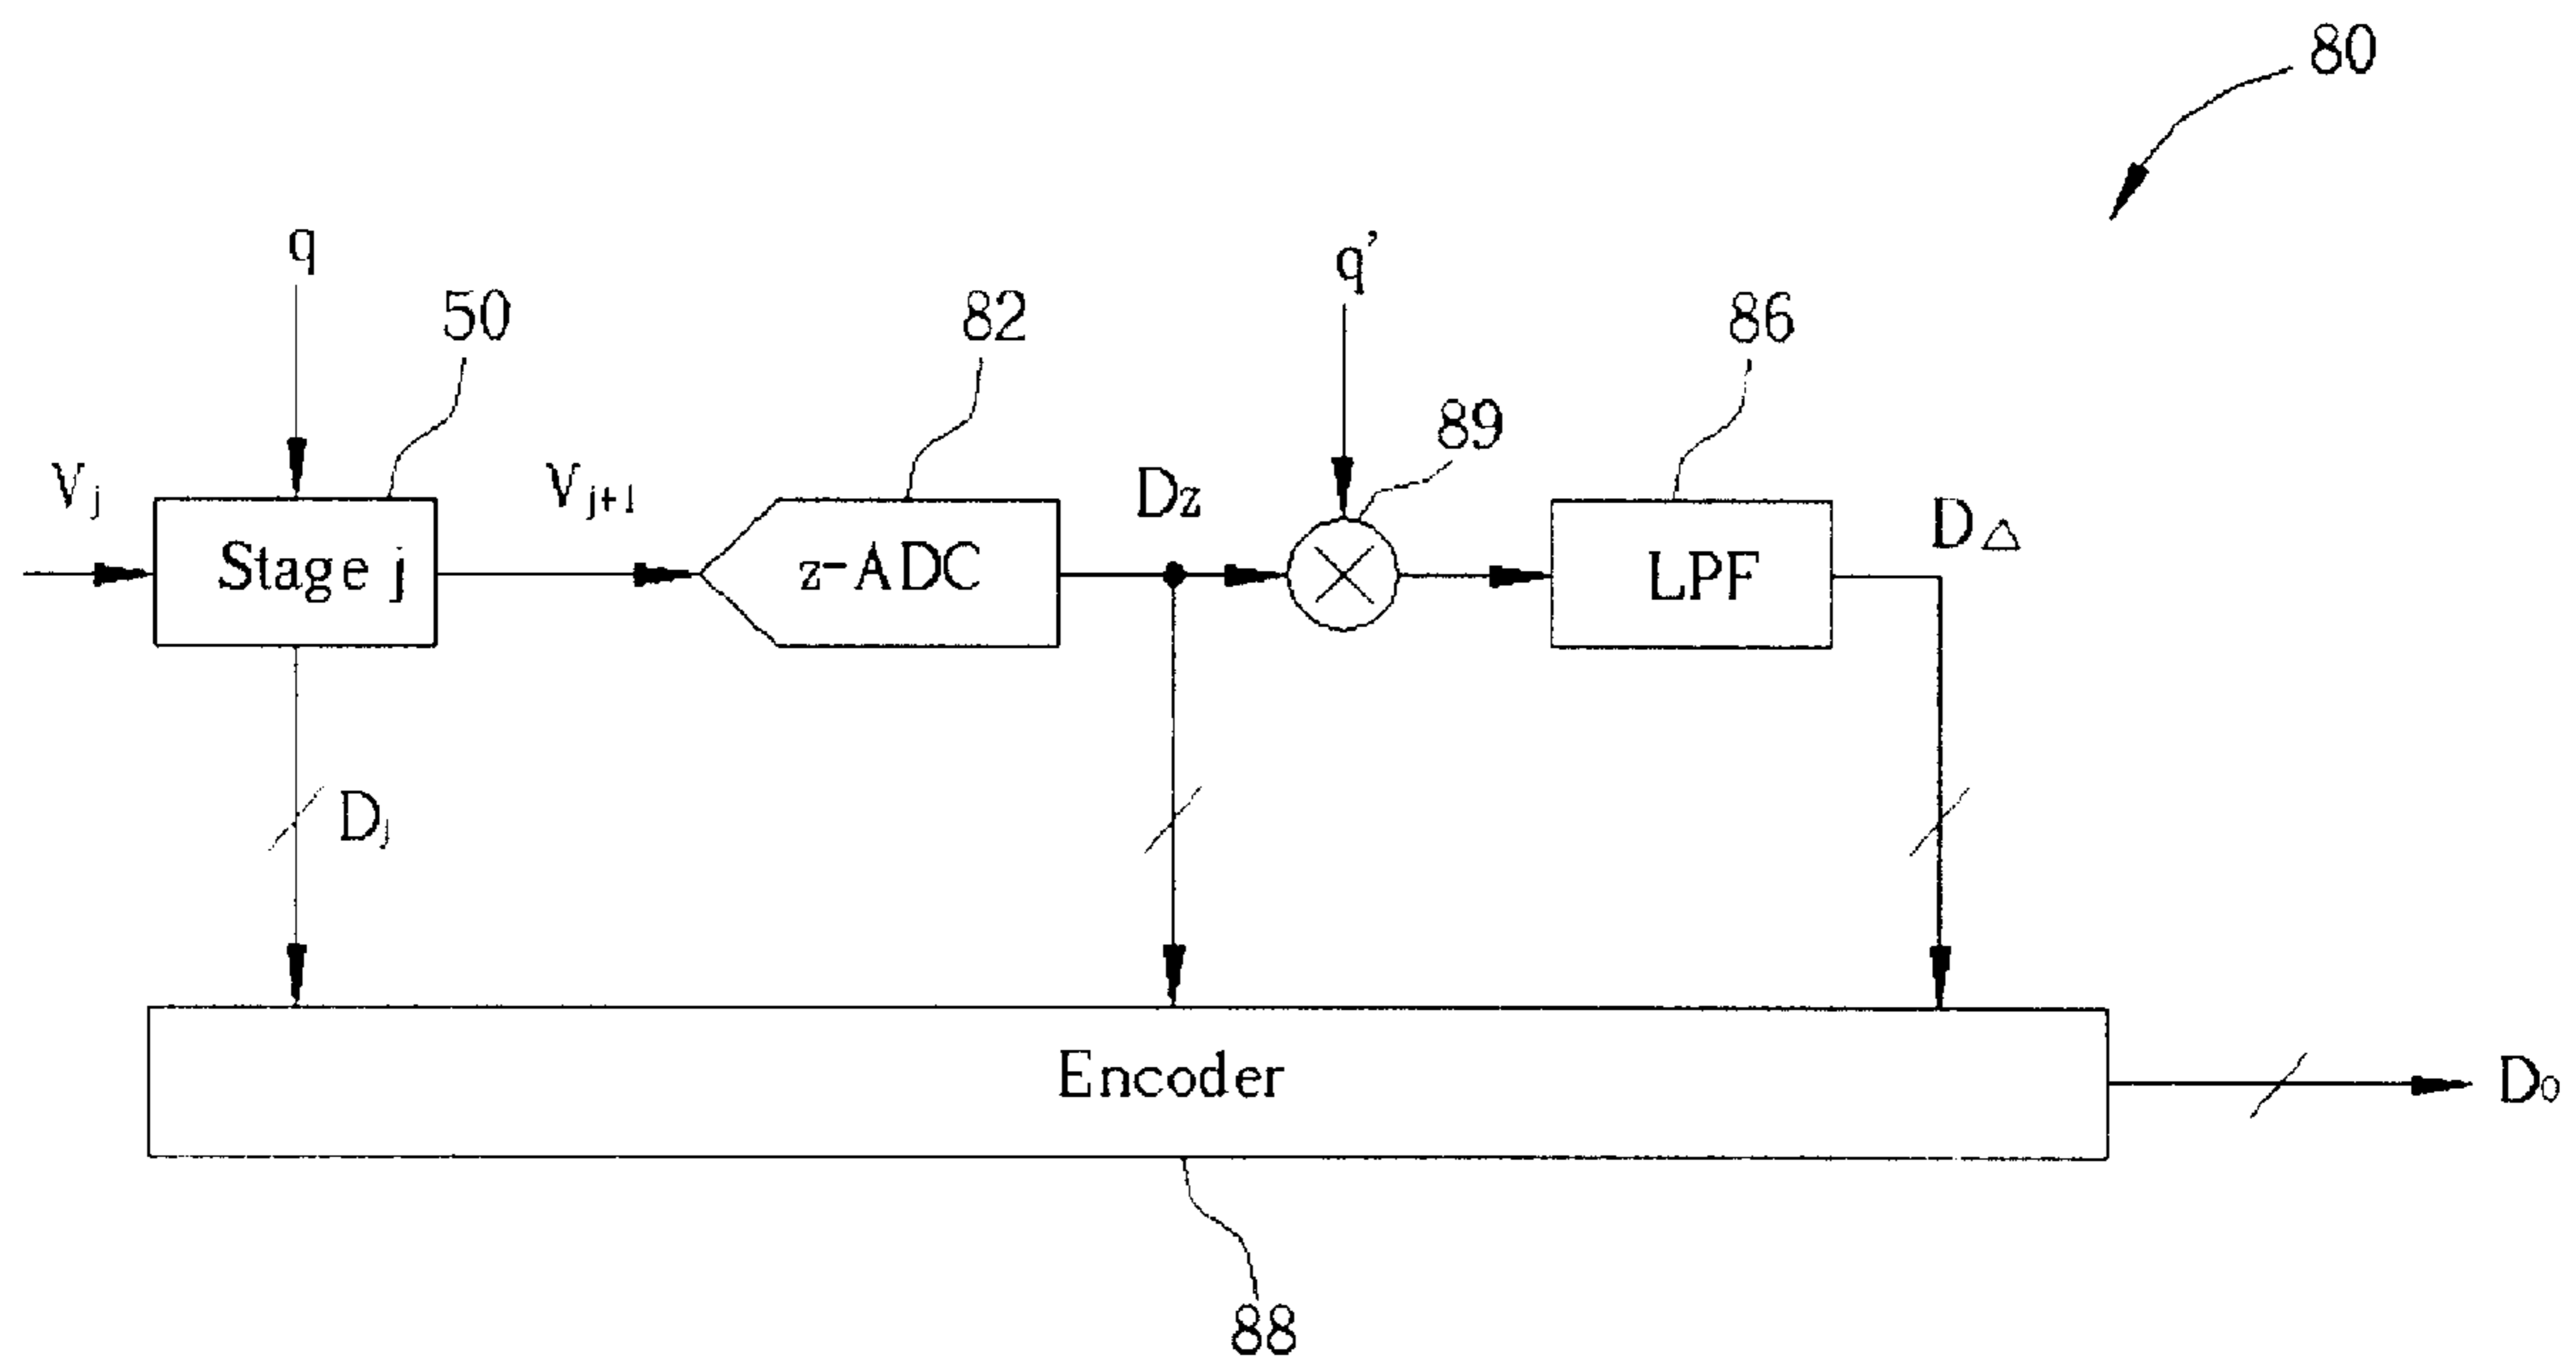 80
q
q'
50
82
86
89
Vj
Vj+1
Dz
D△
Stage j
z-ADC
LPF
Dj
Encoder
Do
88